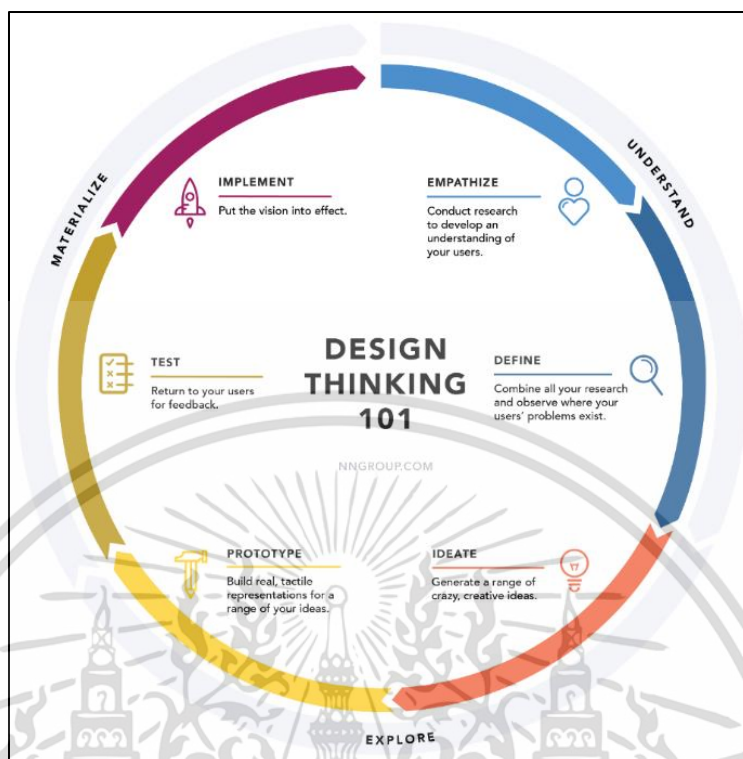 UNDERSTAND
EMPATHIZE
Conduct research
to develop an
understanding of
your users.
DEFINE
Combine all your research
and observe where your
users' problems exist.
EXPLORE
IDEATE
Generate a range of
crazy, creative ideas.
PROTOTYPE
Build real, tactile
representations for a
range of your ideas.
MATERIALIZE
TEST
Return to your users
for feedback.
IMPLEMENT
Put the vision into effect.
DESIGN
THINKING
101
NNGROUP.COM